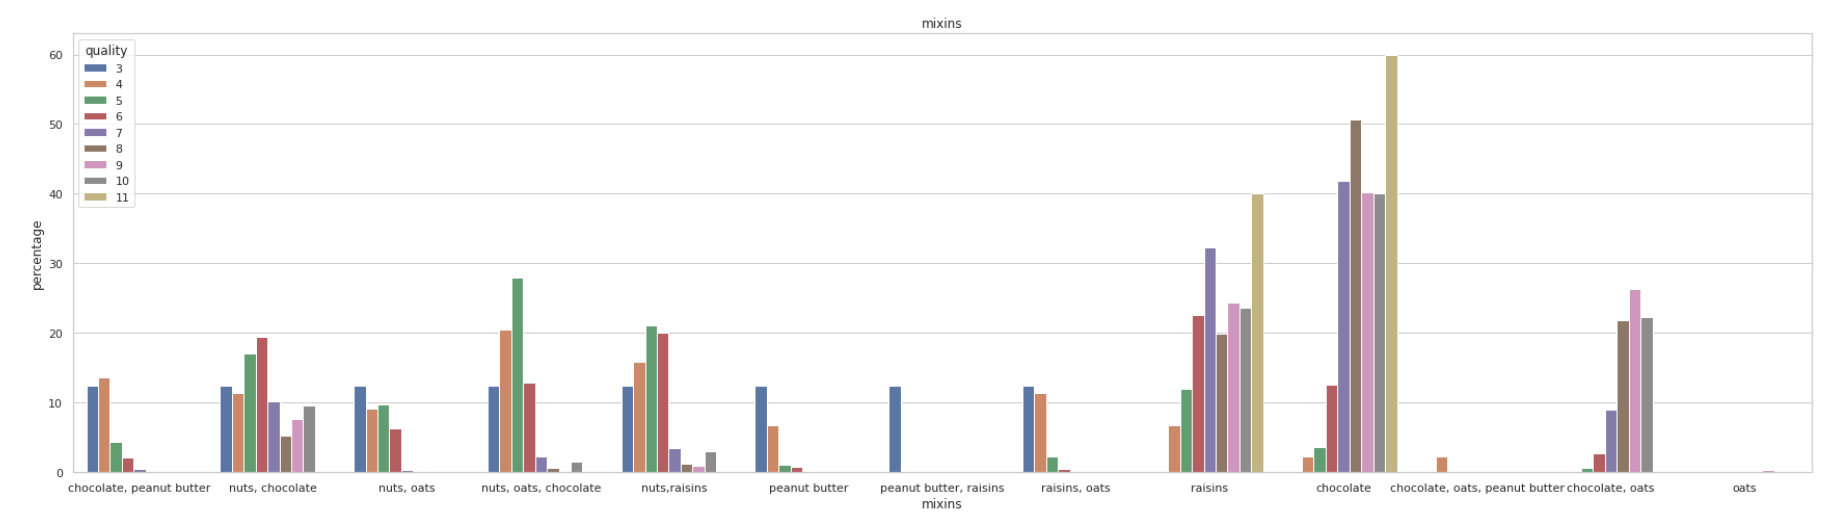 mixins
quality
3
4
5
6
7
8
9
10
11
percentage
60
50
40
30
20
10
0
chocolate, peanut butter
nuts, chocolate
nuts, oats
nuts, oats, chocolate
nuts,raisins
peanut butter
peanut butter, raisins
raisins, oats
raisins
chocolate
chocolate, oats, peanut butter
chocolate, oats
oats
mixins